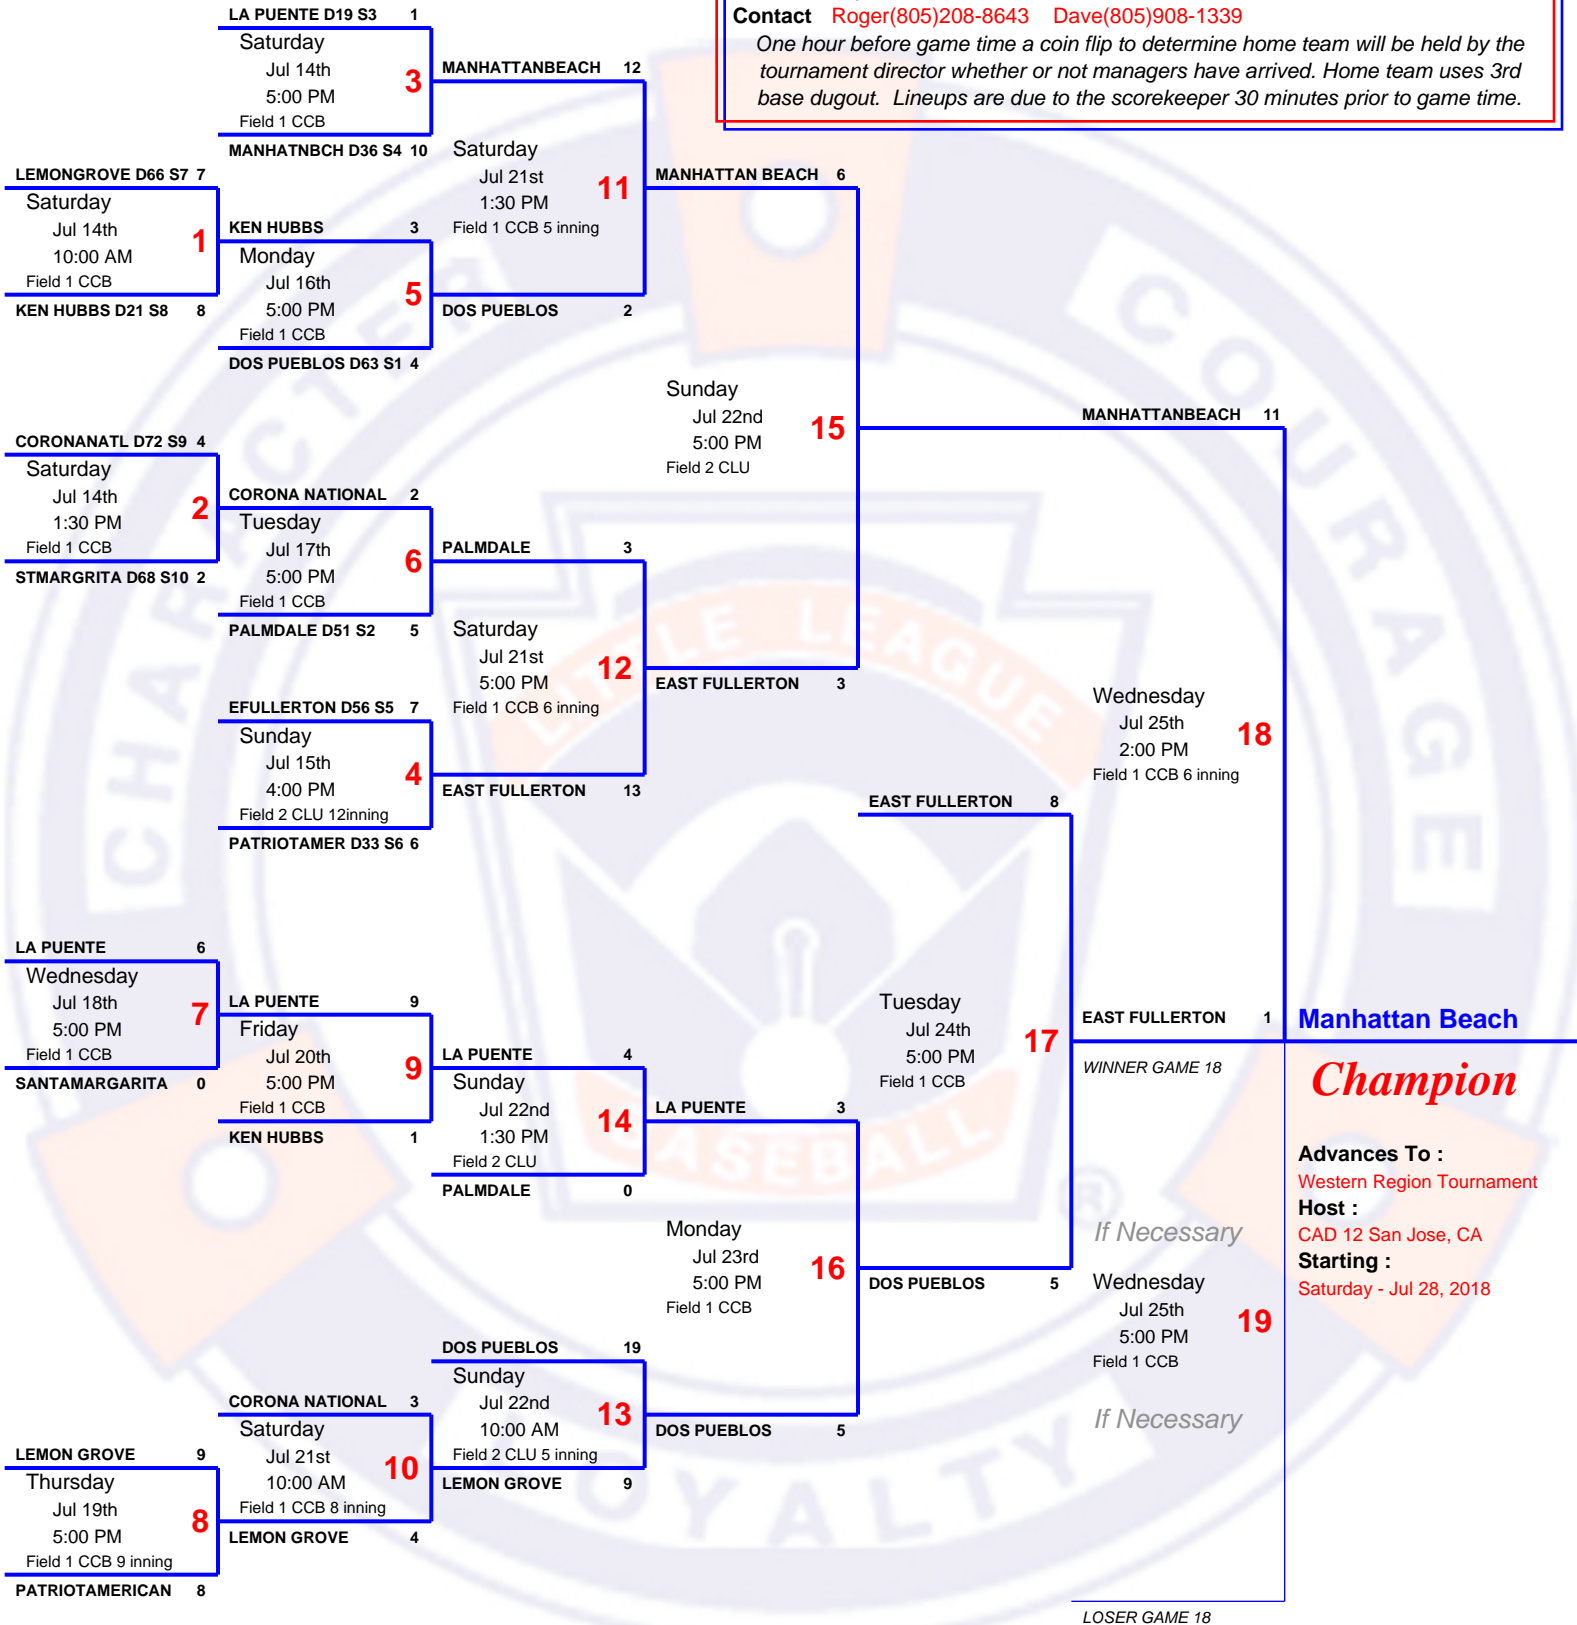 LA PUENTE D19 S3 1
Saturday
Jul 14th
5:00 PM
Field 1 CCB
3
MANHATNBCH D36 S4 10
Contact Roger(805)208-8643 Dave(805)908-1339
One hour before game time a coin flip to determine home team will be held by the
tournament director whether or not managers have arrived. Home team uses 3rd
base dugout. Lineups are due to the scorekeeper 30 minutes prior to game time.
MANHATTANBEACH 12
Saturday
Jul 21st
1:30 PM
Field 1 CCB 5 inning
11
DOS PUEBLOS 2
LEMONGROVE D66 S7 7
Saturday
Jul 14th
10:00 AM
Field 1 CCB
1
KEN HUBBS D21 S8 8
KEN HUBBS 3
Monday
Jul 16th
5:00 PM
Field 1 CCB
5
DOS PUEBLOS D63 S1 4
MANHATTAN BEACH 6
Sunday
Jul 22nd
5:00 PM
Field 2 CLU
15
EAST FULLERTON 3
CORONANATL D72 S9 4
Saturday
Jul 14th
1:30 PM
Field 1 CCB
2
STMARGRITA D68 S10 2
CORONA NATIONAL 2
Tuesday
Jul 17th
5:00 PM
Field 1 CCB
6
PALMDALE D51 S2 5
PALMDALE 3
Saturday
Jul 21st
5:00 PM
Field 1 CCB 6 inning
12
EAST FULLERTON 13
EFULLERTON D56 S5 7
Sunday
Jul 15th
4:00 PM
Field 2 CLU 12inning
4
PATRIOTAMER D33 S6 6
MANHATTANBEACH 11
Wednesday
Jul 25th
2:00 PM
Field 1 CCB 6 inning
18
EAST FULLERTON 1
WINNER GAME 18
EAST FULLERTON 8
Tuesday
Jul 24th
5:00 PM
Field 1 CCB
17
DOS PUEBLOS 5
LA PUENTE 6
Wednesday
Jul 18th
5:00 PM
Field 1 CCB
7
SANTAMARGARITA 0
LA PUENTE 9
Friday
Jul 20th
5:00 PM
Field 1 CCB
9
KEN HUBBS 1
LA PUENTE 4
Sunday
Jul 22nd
1:30 PM
Field 2 CLU
14
PALMDALE 0
LA PUENTE 3
Monday
Jul 23rd
5:00 PM
Field 1 CCB
16
DOS PUEBLOS 5
DOS PUEBLOS 19
Sunday
Jul 22nd
10:00 AM
Field 2 CLU 5 inning
13
LEMON GROVE 9
CORONA NATIONAL 3
Saturday
Jul 21st
10:00 AM
Field 1 CCB 8 inning
10
LEMON GROVE 4
LEMON GROVE 9
Thursday
Jul 19th
5:00 PM
Field 1 CCB 9 inning
8
PATRIOTAMERICAN 8
If Necessary
Wednesday
Jul 25th
5:00 PM
Field 1 CCB
19
If Necessary
LOSER GAME 18
Manhattan Beach
Champion
Advances To :
Western Region Tournament
Host :
CAD 12 San Jose, CA
Starting :
Saturday - Jul 28, 2018
CHARACTER
COURAGE
LOYALTY
LITTLE LEAGUE
BASEBALL
®